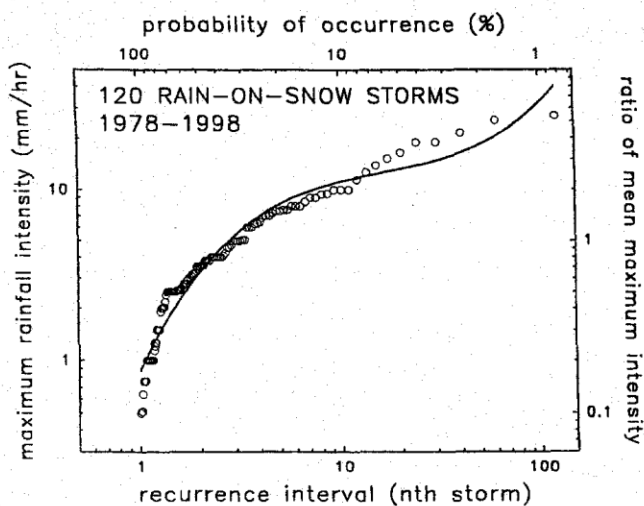 probability of occurrence (%)
100 10 1
120 RAIN-ON-SNOW STORMS
1978-1998
maximum rainfall intensity (mm/hr)
10
1
ratio of mean maximum intensity
1
0.1
1 10 100
recurrence interval (nth storm)